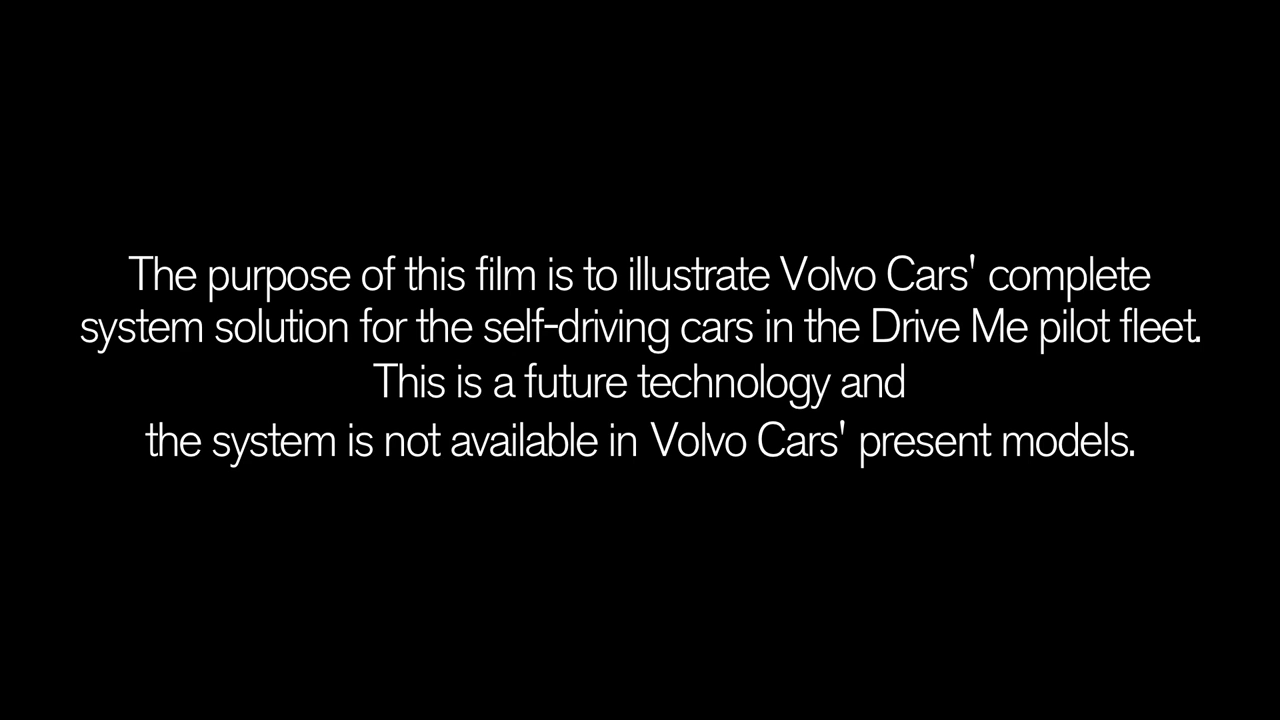 The purpose of this film is to illustrate Volvo Cars' complete
system solution for the self-driving cars in the Drive Me pilot fleet.
This is a future technology and
the system is not available in Volvo Cars' present models.